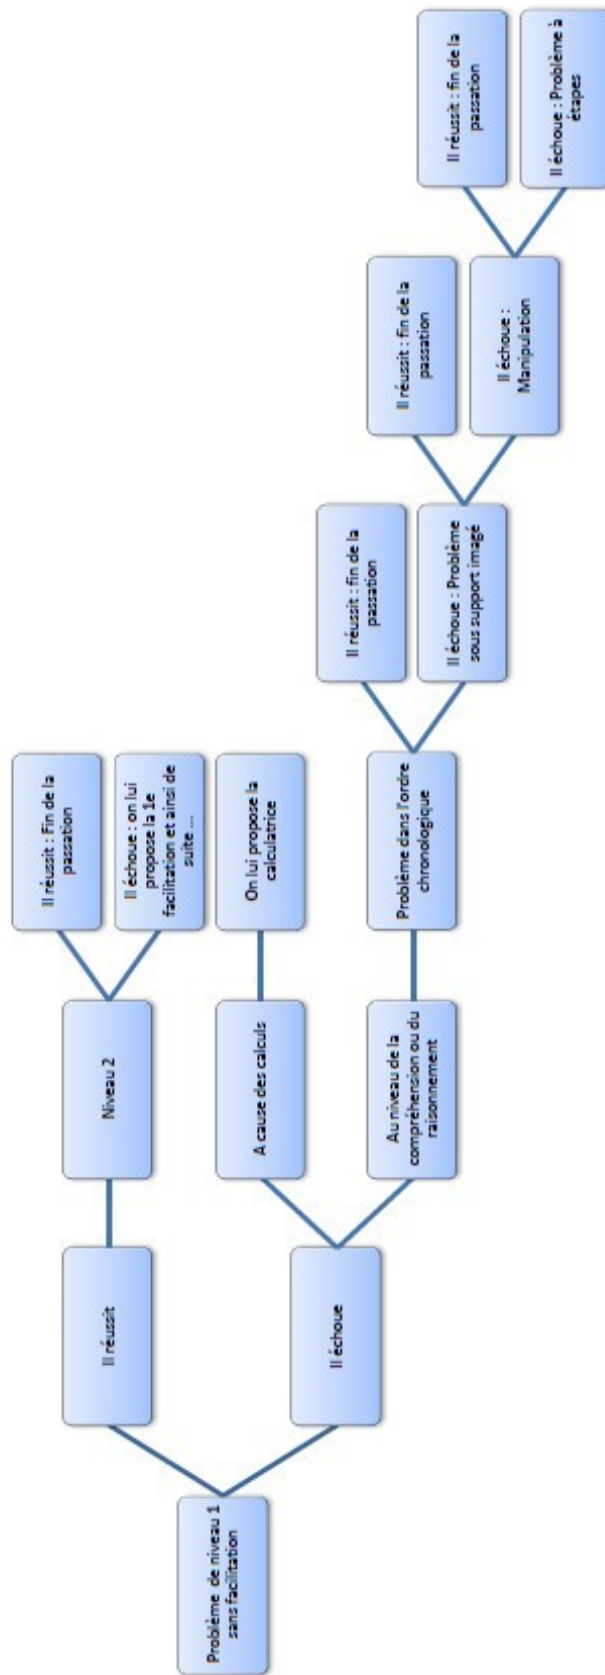 Problème de niveau 1
sans facilitation
Il réussit
Niveau 2
Il réussit : Fin de la
passation
Il échoue : on lui
propose la 1e
facilitation et ainsi de
suite ...
Il échoue
A cause des calculs
On lui propose la
calculatrice
Au niveau de la
compréhension ou du
raisonnement
Problème dans l'ordre
chronologique
Il réussit : fin de la
passation
Il échoue : Problème
sous support imagé
Il réussit : fin de la
passation
Il échoue :
Manipulation
Il réussit : fin de la
passation
Il échoue : Problème à
étapes